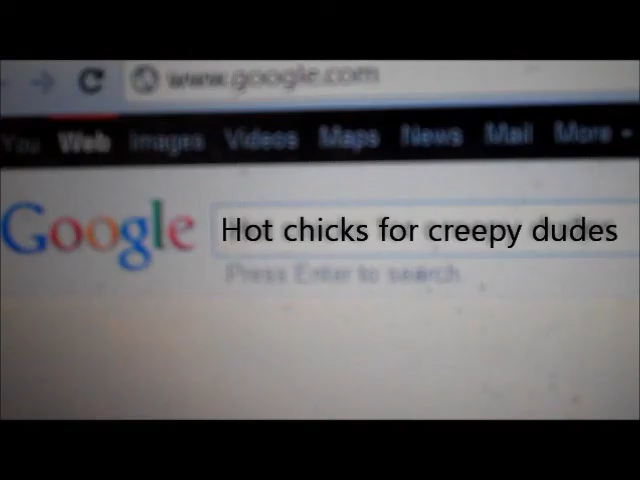 www.google.com
You Web Images Videos Maps News Mail More
Google Hot chicks for creepy dudes
Press Enter to search.